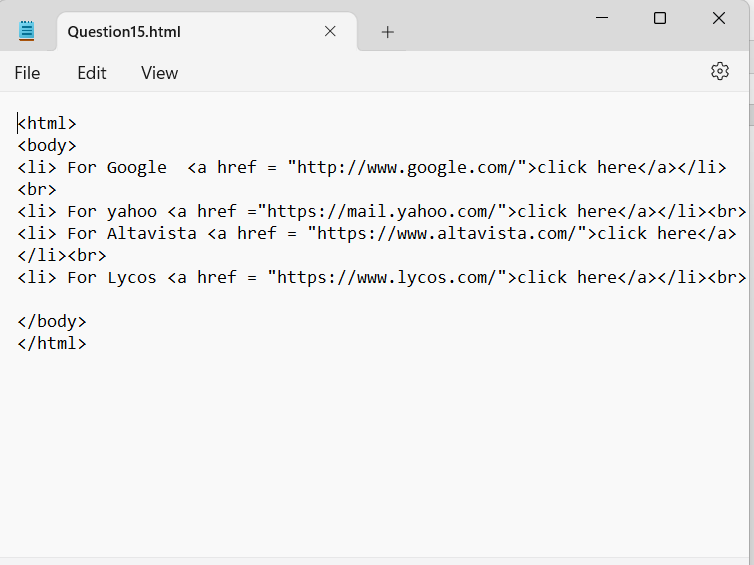 Question15.html
File Edit View
<html>
<body>
<li> For Google  <a href = "http://www.google.com/">click here</a></li>
<br>
<li> For yahoo <a href ="https://mail.yahoo.com/">click here</a></li><br>
<li> For Altavista <a href = "https://www.altavista.com/">click here</a>
</li><br>
<li> For Lycos <a href = "https://www.lycos.com/">click here</a></li><br>
</body>
</html>